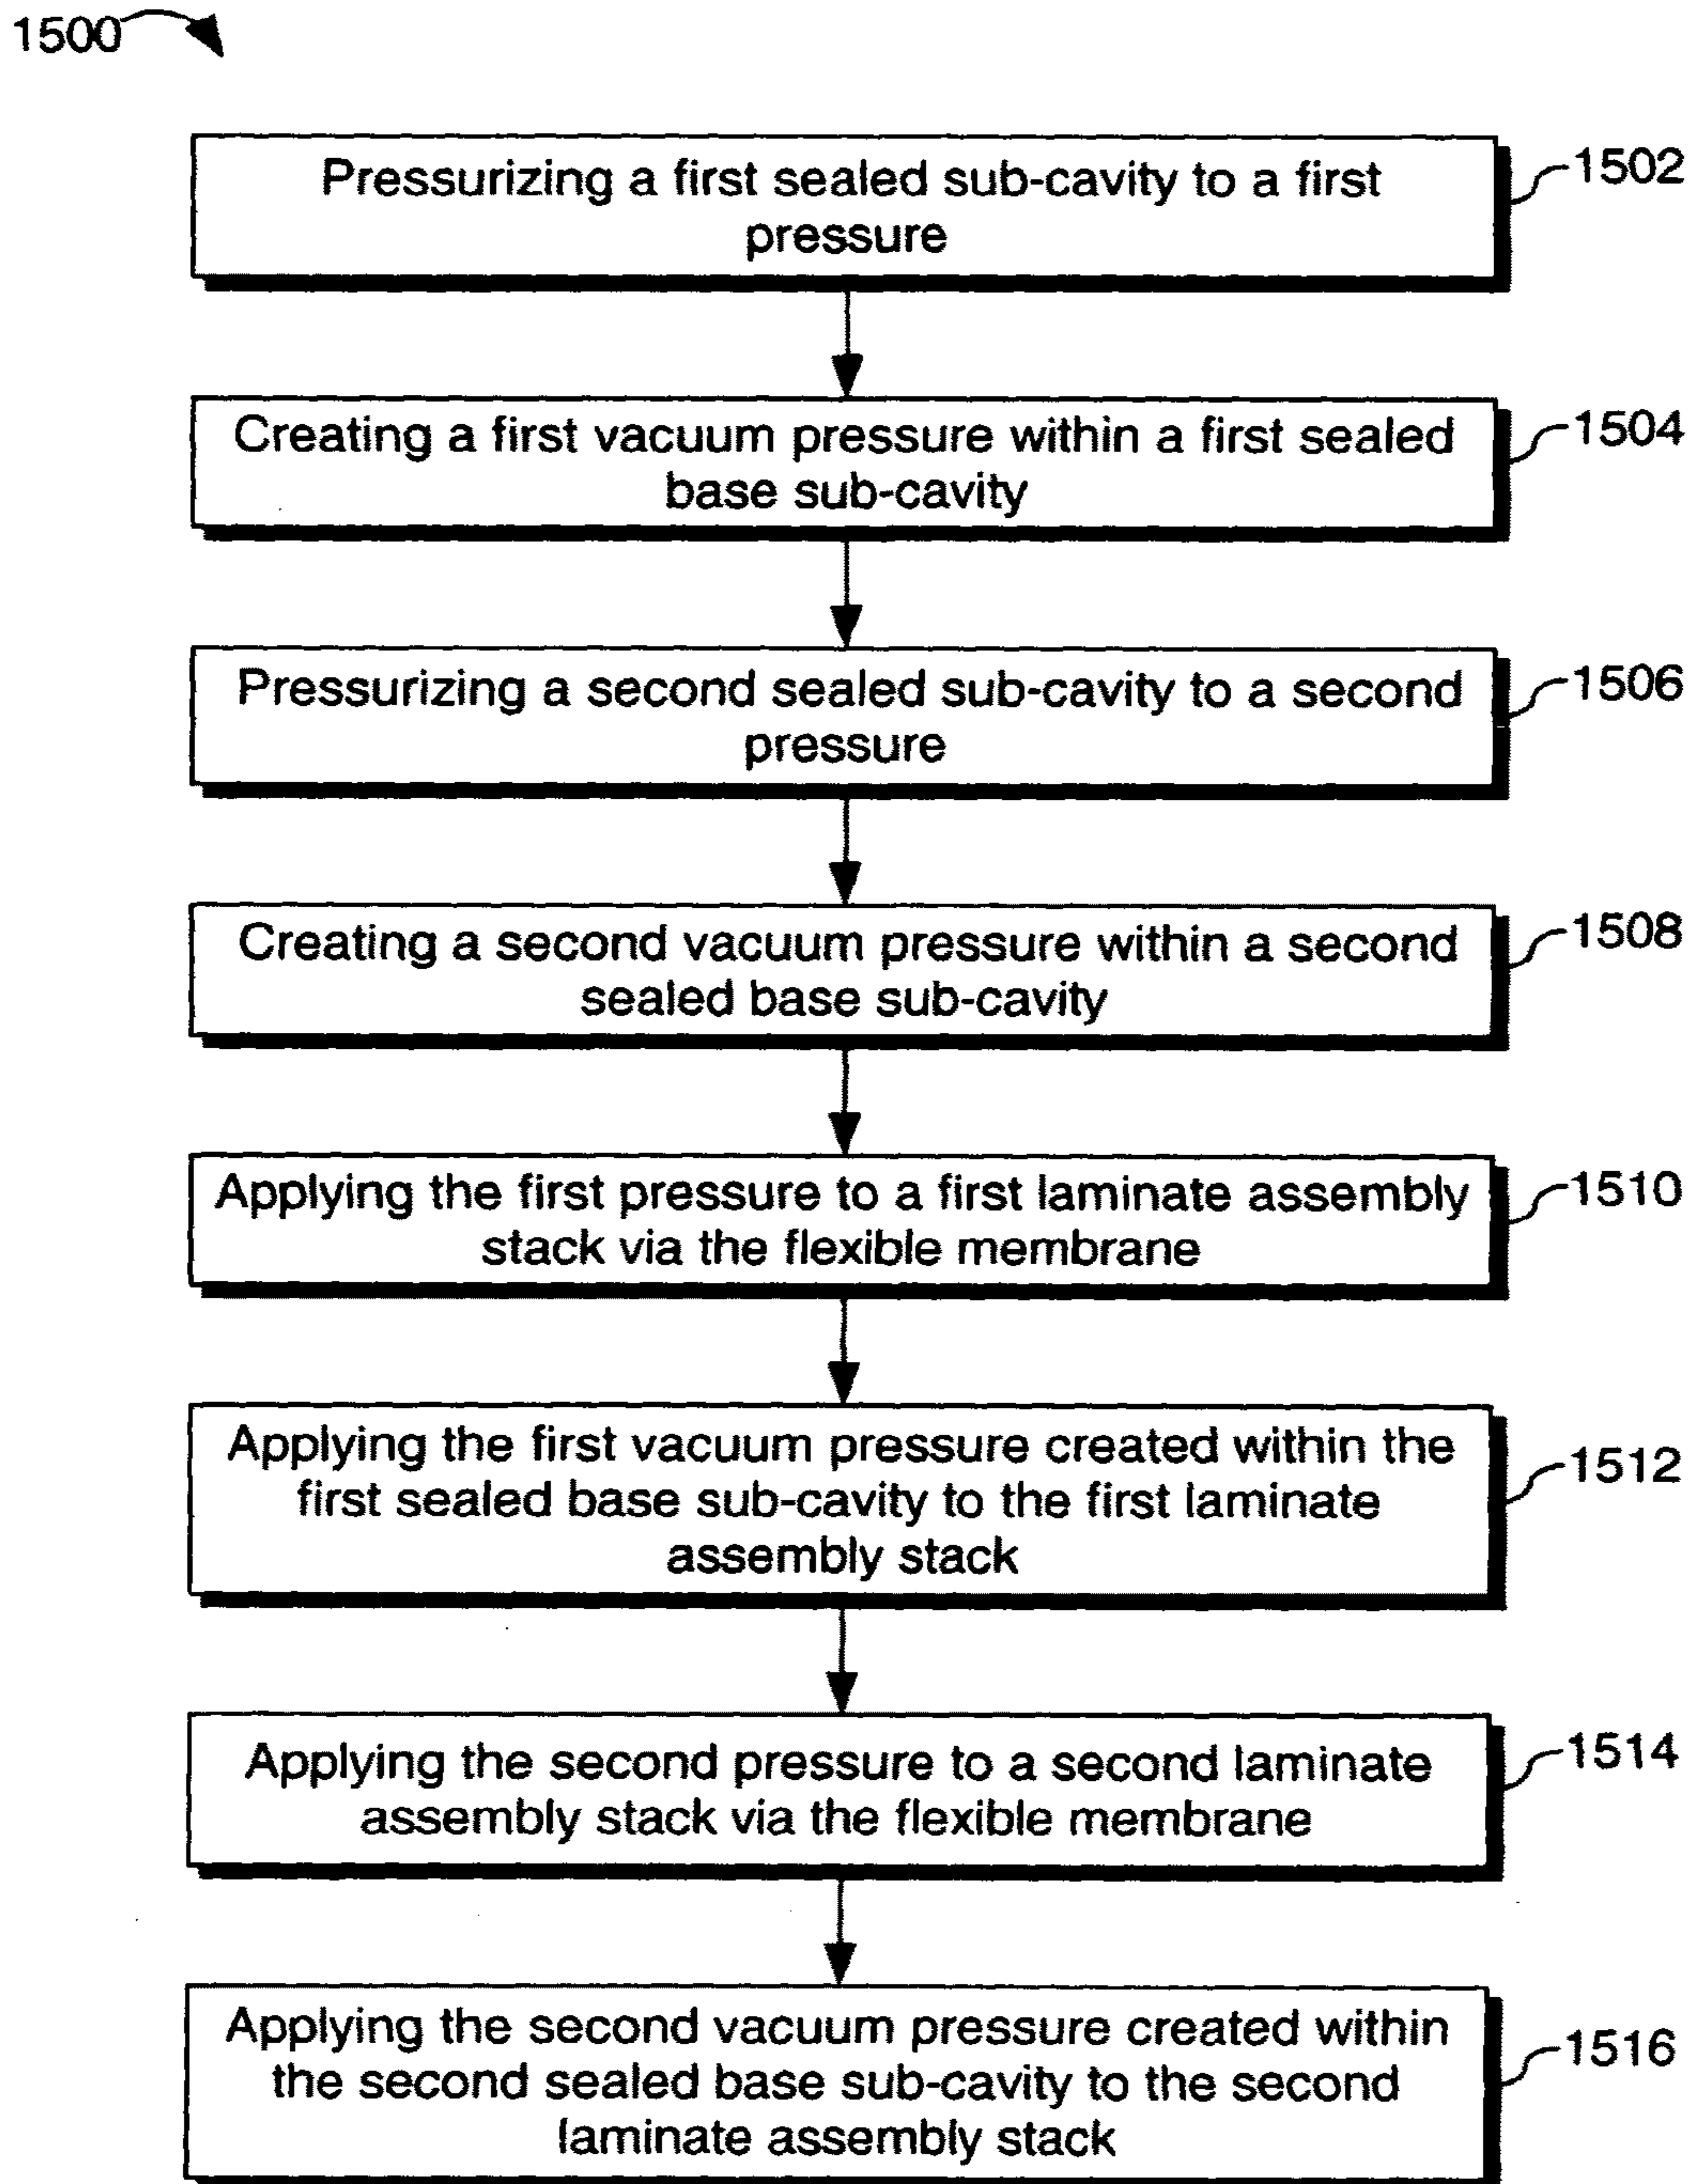 1500
Pressurizing a first sealed sub-cavity to a first
pressure
1502
Creating a first vacuum pressure within a first sealed
base sub-cavity
1504
Pressurizing a second sealed sub-cavity to a second
pressure
1506
Creating a second vacuum pressure within a second
sealed base sub-cavity
1508
Applying the first pressure to a first laminate assembly
stack via the flexible membrane
1510
Applying the first vacuum pressure created within the
first sealed base sub-cavity to the first laminate
assembly stack
1512
Applying the second pressure to a second laminate
assembly stack via the flexible membrane
1514
Applying the second vacuum pressure created within
the second sealed base sub-cavity to the second
laminate assembly stack
1516